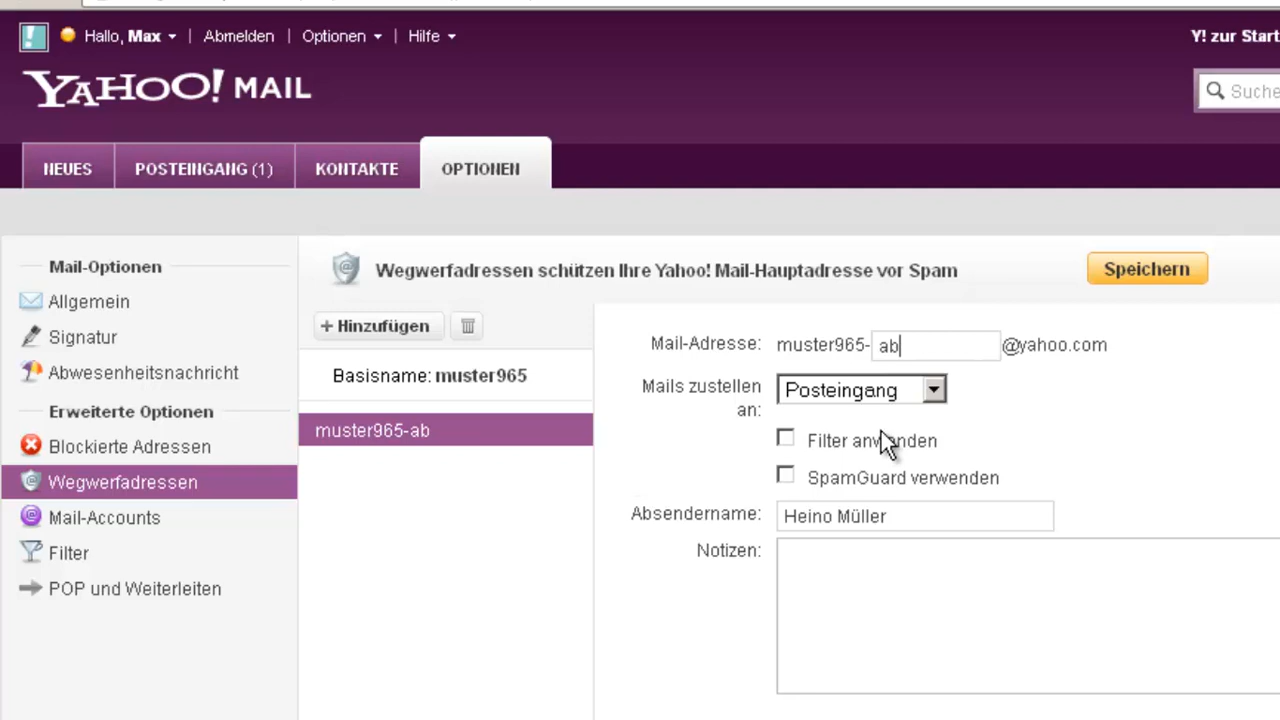 Hallo, Max | Abmelden | Optionen | Hilfe
Y! zur Start
YAHOO! MAIL
Suche
NEUES POSTEINGANG (1) KONTAKTE OPTIONEN
Mail-Optionen
Allgemein
Signatur
Abwesenheitsnachricht
Erweiterte Optionen
Blockierte Adressen
Wegwerfadressen
Mail-Accounts
Filter
POP und Weiterleiten
Wegwerfadressen schützen Ihre Yahoo! Mail-Hauptadresse vor Spam
Speichern
+ Hinzufügen
Basisname: muster965
muster965-ab
Mail-Adresse: muster965- ab @yahoo.com
Mails zustellen
an: Posteingang
Filter anwenden
SpamGuard verwenden
Absendername: Heino Müller
Notizen: